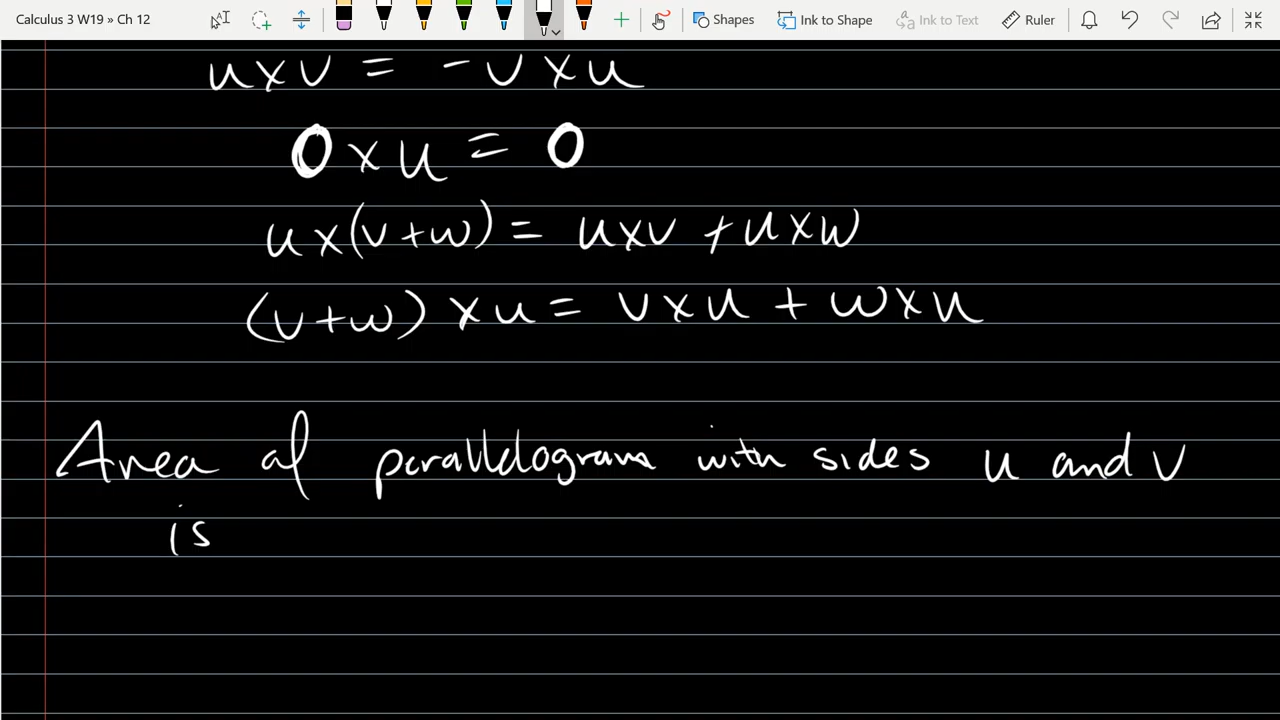 Calculus 3 W19 » Ch 12
Shapes
Ink to Shape
Ink to Text
Ruler
u x v = - v x u
0 x u = 0
u x (v + w) = u x v + u x w
(v + w) x u = v x u + w x u
Area of parallelogram with sides u and v
is